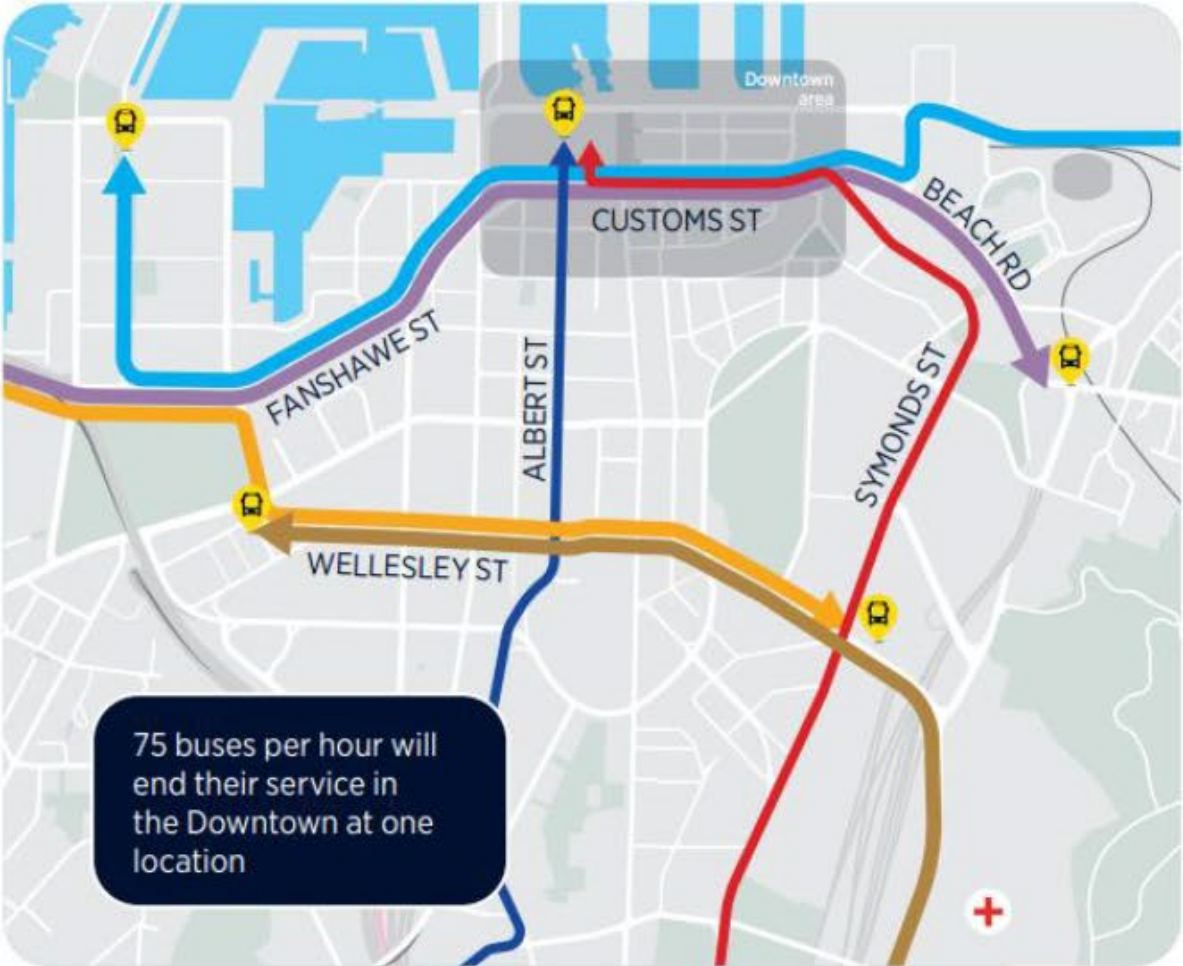 Downtown
area
CUSTOMS ST
BEACH RD
FANSHAWE ST
ALBERT ST
SYMONDS ST
WELLESLEY ST
75 buses per hour will
end their service in
the Downtown at one
location